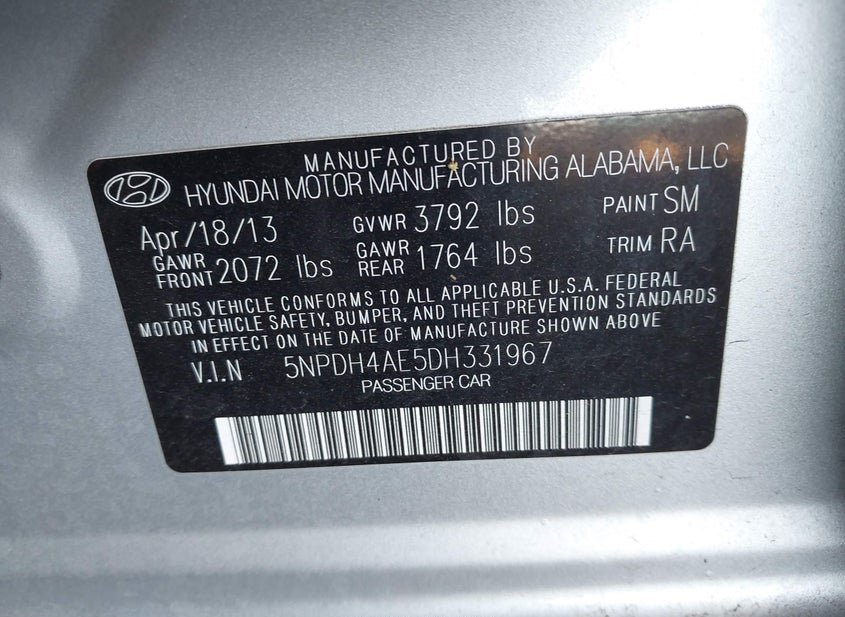 MANUFACTURED BY
HYUNDAI MOTOR MANUFACTURING ALABAMA, LLC
Apr/18/13 GVWR 3792 lbs PAINT SM
GAWR FRONT 2072 lbs GAWR REAR 1764 lbs TRIM RA
THIS VEHICLE CONFORMS TO ALL APPLICABLE U.S.A. FEDERAL
MOTOR VEHICLE SAFETY, BUMPER, AND THEFT PREVENTION STANDARDS
IN EFFECT ON THE DATE OF MANUFACTURE SHOWN ABOVE
V.I.N 5NPDH4AE5DH331967
PASSENGER CAR